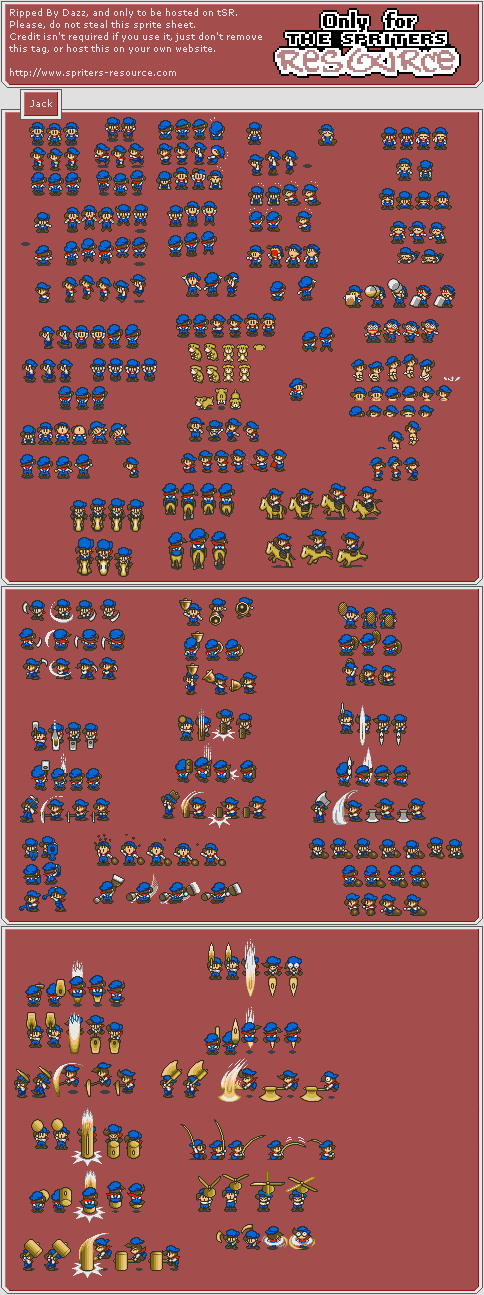 Ripped By Dazz, and only to be hosted on tSR.
Please, do not steal this sprite sheet.
Credit isn't required if you use it, just don't remove
this tag, or host this on your own website.
http://www.spriters-resource.com
Only for
THE SPRITERS
RESOURCE
Jack